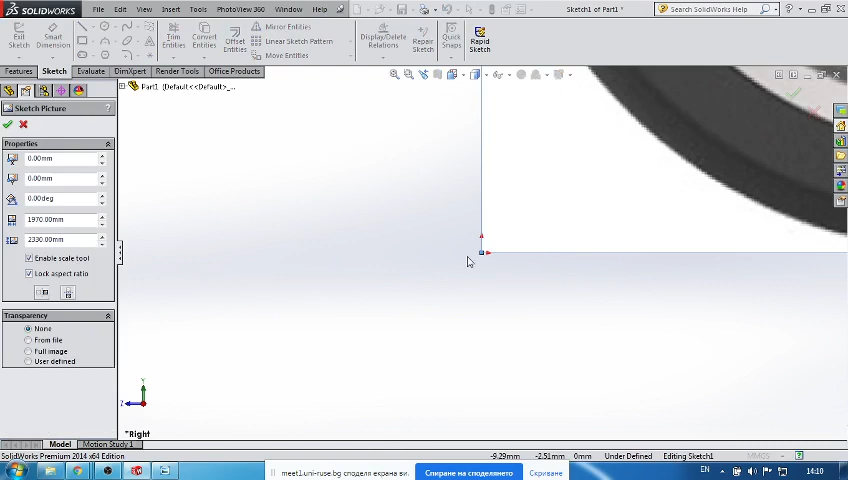 SOLIDWORKS File Edit View Insert Tools PhotoView 360 Window Help Sketch1 of Part1 * Search SolidWorks Help
Exit Sketch
Smart Dimension
Trim Entities
Convert Entities
Offset Entities
Mirror Entities
Linear Sketch Pattern
Move Entities
Display/Delete Relations
Repair Sketch
Quick Snaps
Rapid Sketch
Features Sketch Evaluate DimXpert Render Tools Office Products
Part1 (Default<<Default>_...
Sketch Picture ?
Properties
0.00mm
0.00mm
0.00deg
1970.00mm
2330.00mm
Enable scale tool
Lock aspect ratio
Transparency
None
From file
Full image
User defined
Y
Z
*Right
Model Motion Study 1
SolidWorks Premium 2014 x64 Edition -9.29mm -2.51mm 0mm Under Defined Editing Sketch1 MMGS
meet1.uni-ruse.bg споделя екрана ви. Спиране на споделянето Скриване
EN 14:10